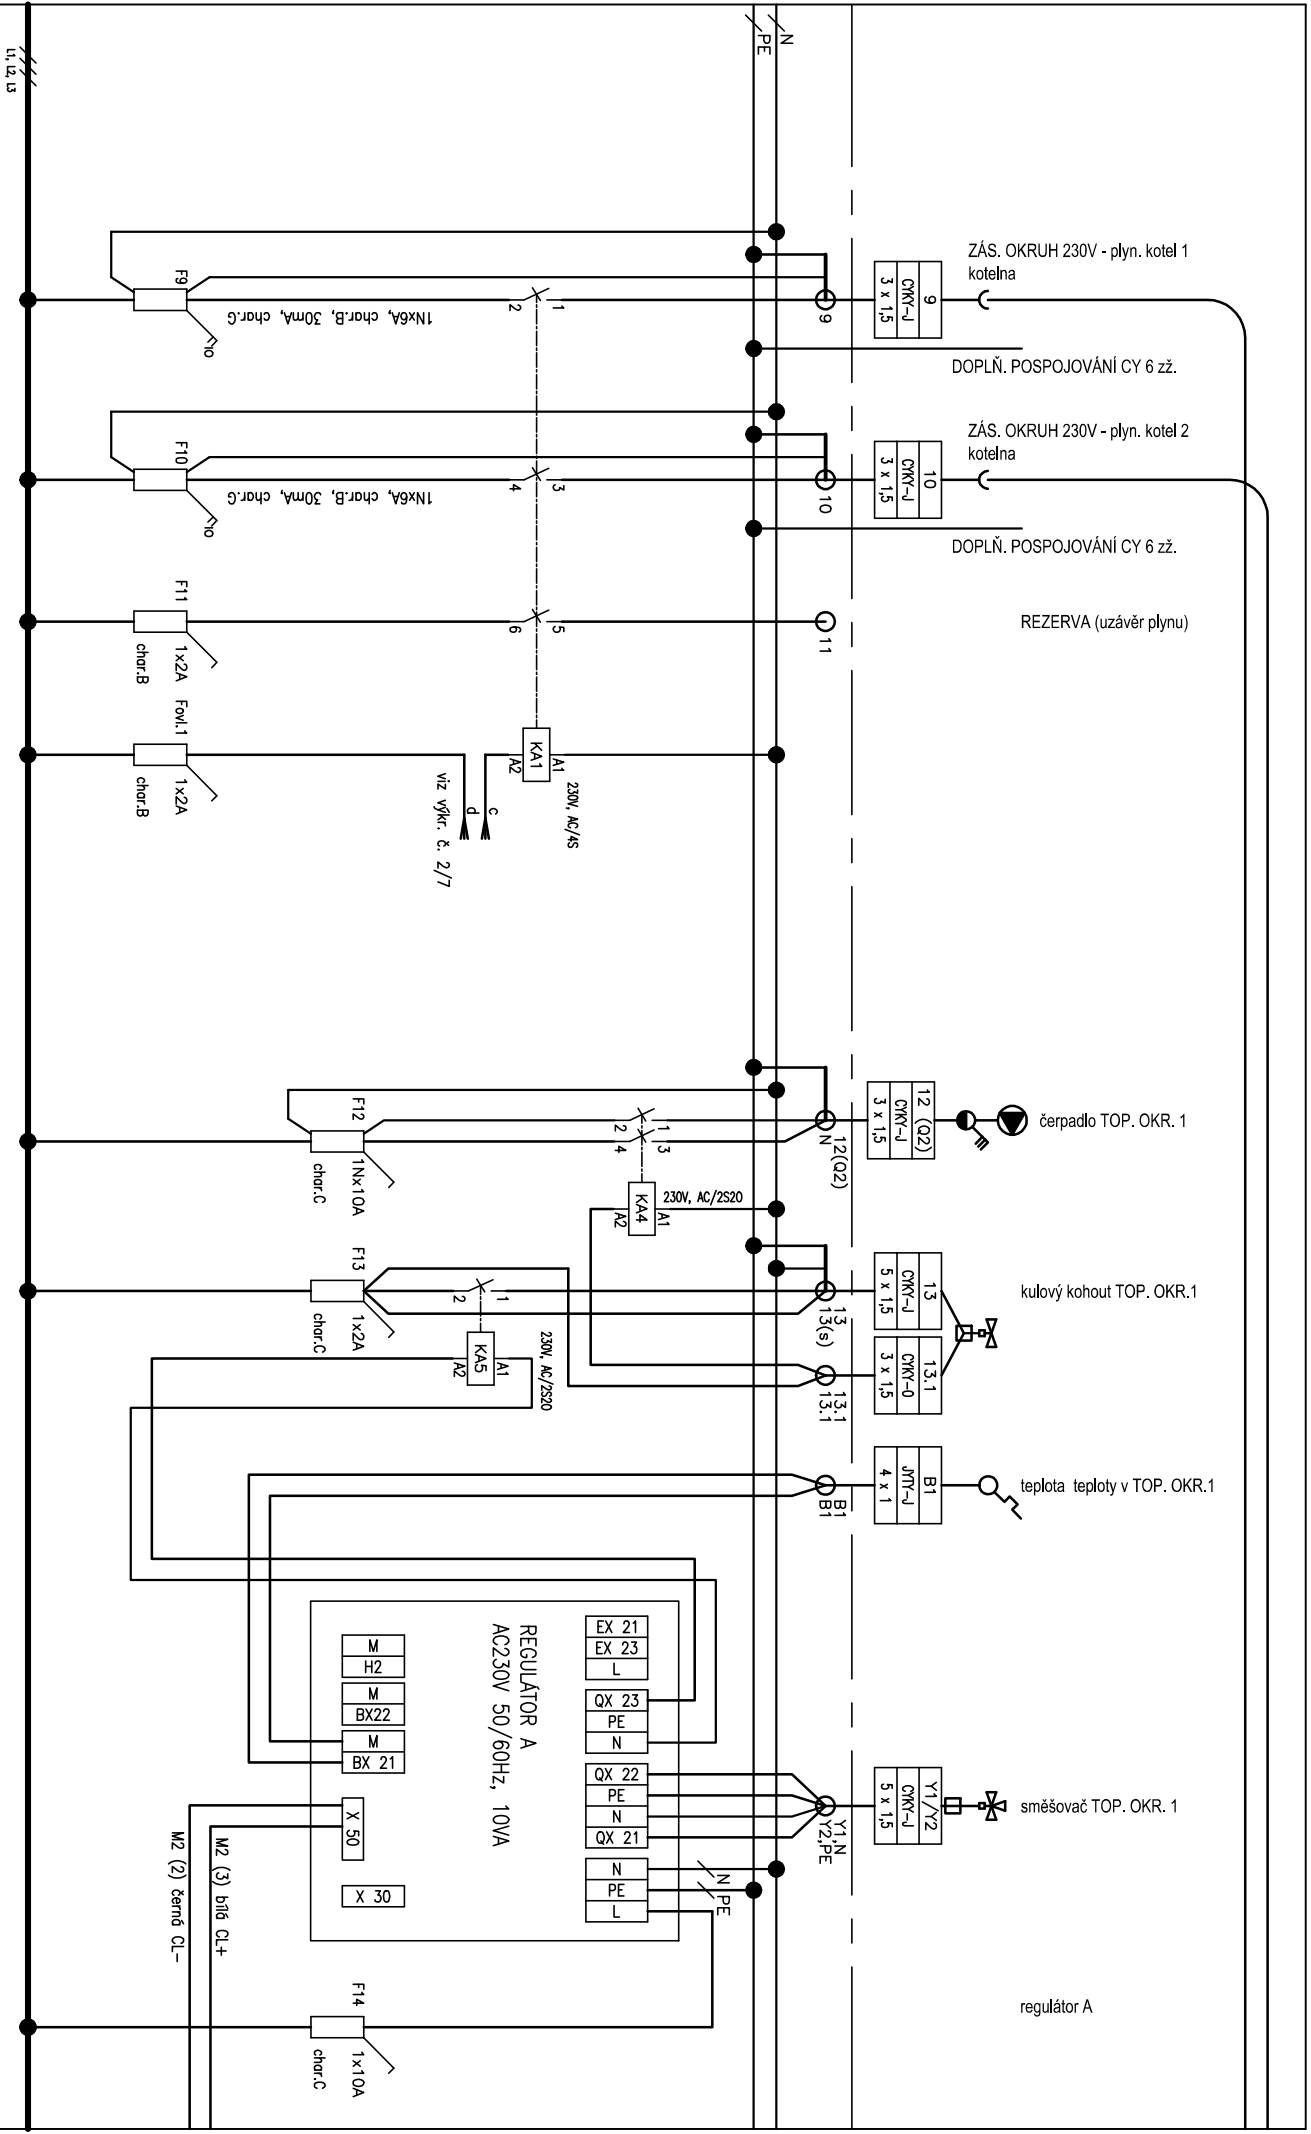 L1, L2, L3
N
PE
F9
Fi0
1Nx6A, char.B, 30mA, char.G
1
2
9
9
CYKY-J
3 x 1,5
ZÁS. OKRUH 230V - plyn. kotel 1
kotelna
DOPLŇ. POSPOJOVÁNÍ CY 6 zž.
F10
Fi0
1Nx6A, char.B, 30mA, char.G
3
4
10
10
CYKY-J
3 x 1,5
ZÁS. OKRUH 230V - plyn. kotel 2
kotelna
DOPLŇ. POSPOJOVÁNÍ CY 6 zž.
F11
1x2A
char.B
5
6
11
REZERVA (uzávěr plynu)
Fovl.1
1x2A
char.B
KA1
A1
A2
230V, AC/4S
c
d
viz výkr. č. 2/7
F12
1Nx10A
char.C
1
2
3
4
12(Q2)
N
12 (Q2)
CYKY-J
3 x 1,5
čerpadlo TOP. OKR. 1
KA4
A1
A2
230V, AC/2S20
F13
1x2A
char.C
1
2
13
13(s)
13
CYKY-J
5 x 1,5
kulový kohout TOP. OKR.1
KA5
A1
A2
230V, AC/2S20
13.1
13.1
13.1
CYKY-O
3 x 1,5
B1
B1
B1
JYTY-J
4 x 1
teplota teploty v TOP. OKR.1
REGULÁTOR A
AC230V 50/60Hz, 10VA
EX 21
EX 23
L
QX 23
PE
N
QX 22
PE
N
QX 21
N
PE
L
M
H2
M
BX22
M
BX 21
X 50
X 30
Y1,N
Y2,PE
Y1/Y2
CYKY-J
5 x 1,5
směšovač TOP. OKR. 1
N
PE
M2 (3) bílá CL+
M2 (2) černá CL-
F14
1x10A
char.C
regulátor A